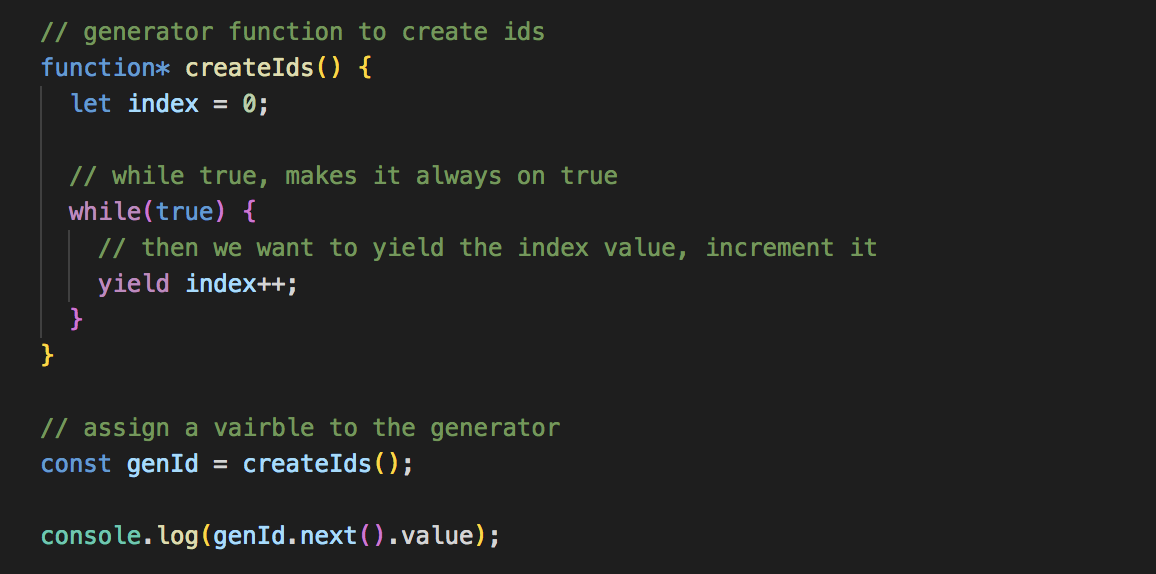 // generator function to create ids
function* createIds() {
let index = 0;
// while true, makes it always on true
while(true) {
// then we want to yield the index value, increment it
yield index++;
}
}
// assign a vairble to the generator
const genId = createIds();
console.log(genId.next().value);